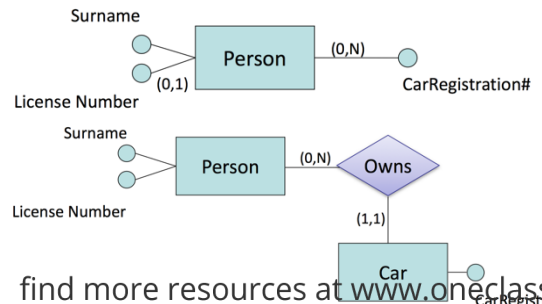 Surname
Person
(0,N)
(0,1)
CarRegistration#
License Number
Surname
Person
(0,N)
Owns
License Number
(1,1)
Car
find more resources at www.oneclass